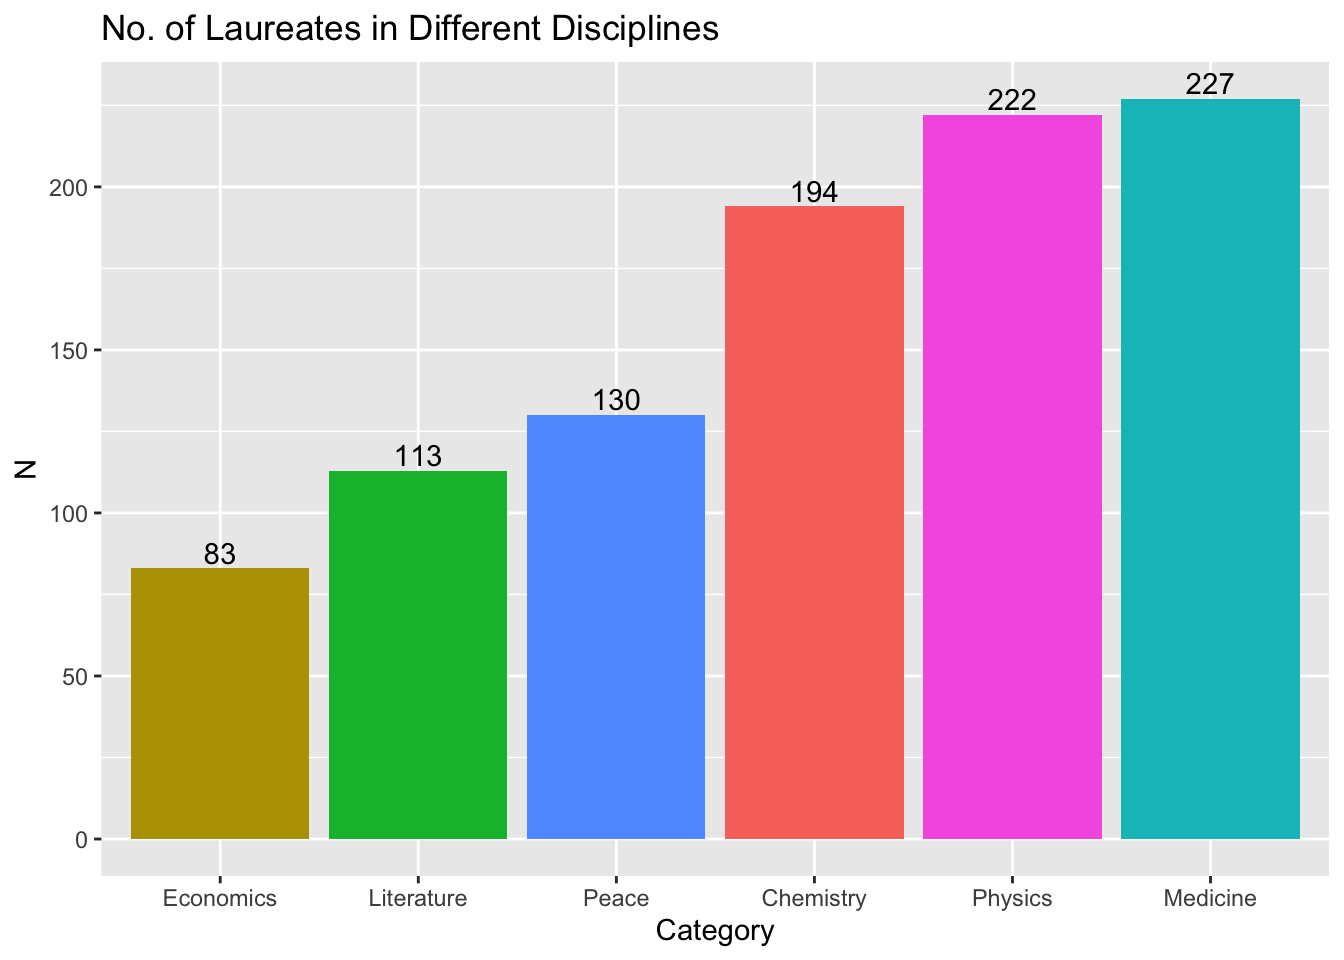 No. of Laureates in Different Disciplines
N
200
150
100
50
0
83
113
130
194
222
227
Economics Literature Peace Chemistry Physics Medicine
Category